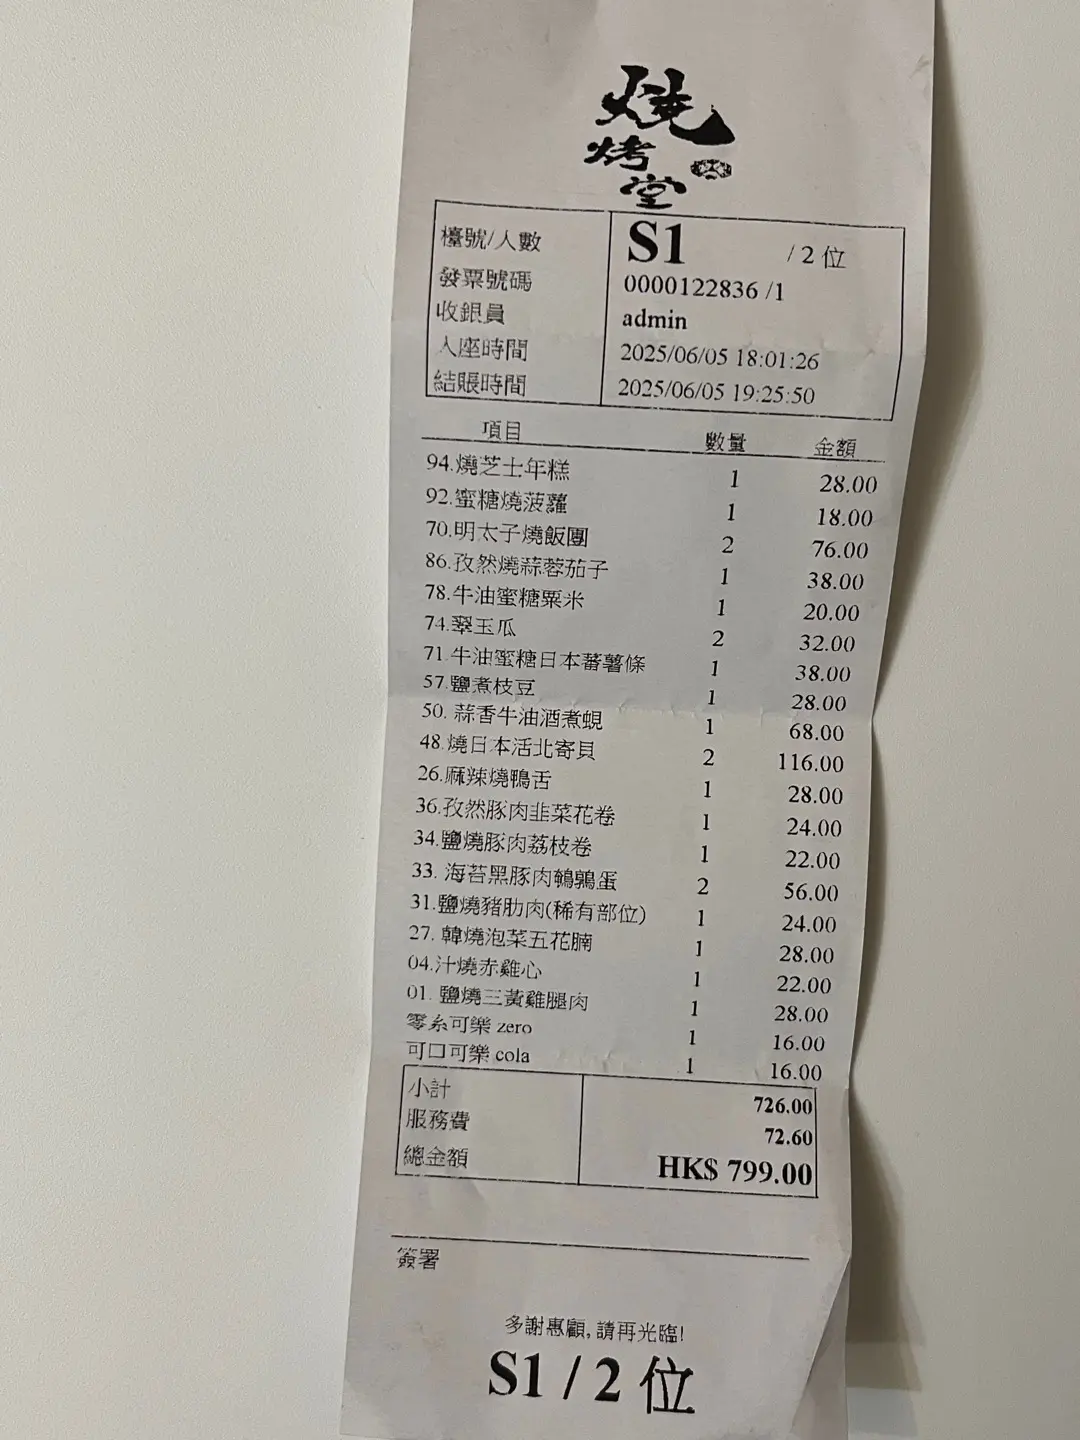 燒
烤
堂
檯號/人數 S1 / 2 位
發票號碼 0000122836 /1
收銀員 admin
入座時間 2025/06/05 18:01:26
結賬時間 2025/06/05 19:25:50
項目 數量 金額
94.燒芝士年糕 1 28.00
92.蜜糖燒菠蘿 1 18.00
70.明太子燒飯團 2 76.00
86.孜然燒蒜蓉茄子 1 38.00
78.牛油蜜糖粟米 1 20.00
74.翠玉瓜 2 32.00
71.牛油蜜糖日本蕃薯條 1 38.00
57.鹽煮枝豆 1 28.00
50. 蒜香牛油酒煮蜆 1 68.00
48.燒日本活北寄貝 2 116.00
26.麻辣燒鴨舌 1 28.00
36.孜然豚肉韭菜花卷 1 24.00
34.鹽燒豚肉荔枝卷 1 22.00
33. 海苔黑豚肉鵪鶉蛋 2 56.00
31.鹽燒豬肋肉(稀有部位) 1 24.00
27. 韓燒泡菜五花腩 1 28.00
04.汁燒赤雞心 1 22.00
01. 鹽燒三黃雞腿肉 1 28.00
零系可樂 zero 1 16.00
可口可樂 cola 1 16.00
小計 726.00
服務費 72.60
總金額 HK$ 799.00
簽署
多謝惠顧, 請再光臨!
S1 / 2 位